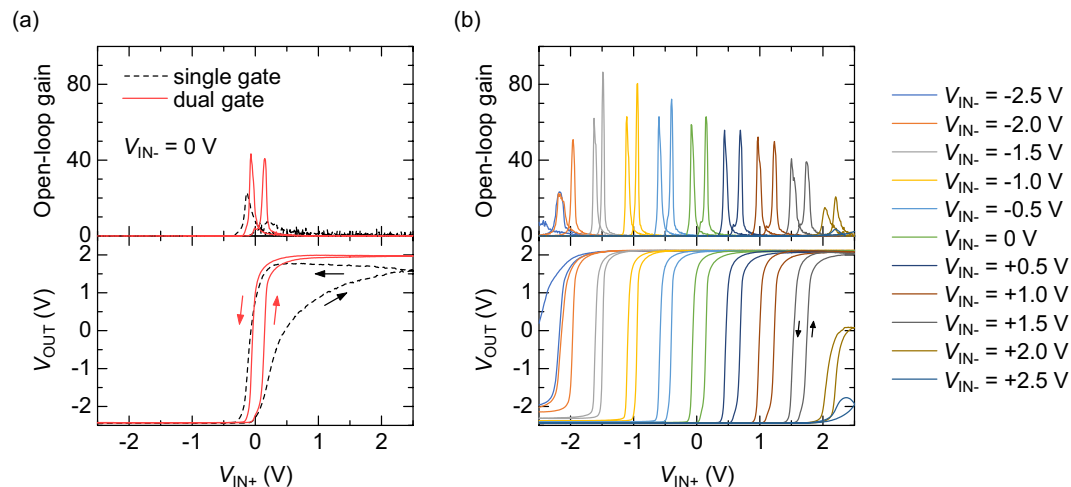 (a)
(b)
Open-loop gain
80
40
0
single gate
dual gate
VIN- = 0 V
VOUT (V)
2
1
0
-1
-2
-2
-1
0
1
2
VIN+ (V)
Open-loop gain
80
40
0
VOUT (V)
2
1
0
-1
-2
-2
-1
0
1
2
VIN+ (V)
VIN- = -2.5 V
VIN- = -2.0 V
VIN- = -1.5 V
VIN- = -1.0 V
VIN- = -0.5 V
VIN- = 0 V
VIN- = +0.5 V
VIN- = +1.0 V
VIN- = +1.5 V
VIN- = +2.0 V
VIN- = +2.5 V